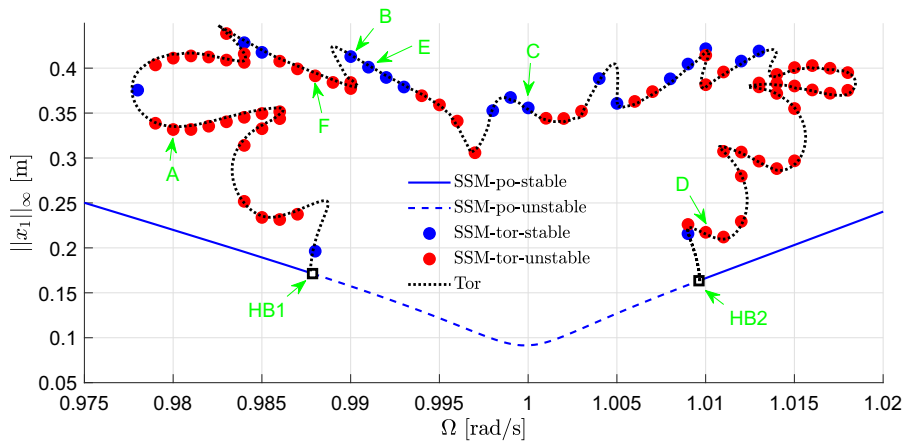 B
E
C
0.4
F
0.35
||x₁||∞ [m]
0.3
A
SSM-po-stable
0.25
SSM-po-unstable
D
SSM-tor-stable
0.2
SSM-tor-unstable
Tor
0.15
HB1
HB2
0.1
0.05
0.975 0.98 0.985 0.99 0.995 1 1.005 1.01 1.015 1.02
Ω [rad/s]